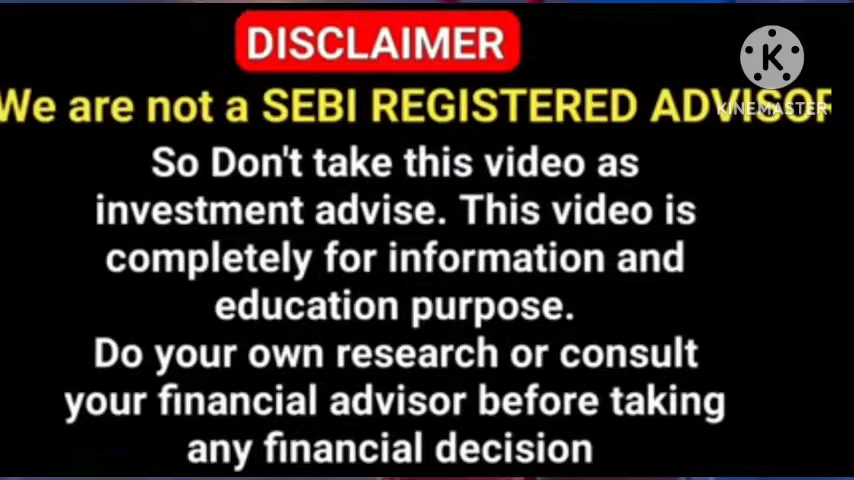 DISCLAIMER
K
KINEMASTER
We are not a SEBI REGISTERED ADVISOR
So Don't take this video as
investment advise. This video is
completely for information and
education purpose.
Do your own research or consult
your financial advisor before taking
any financial decision